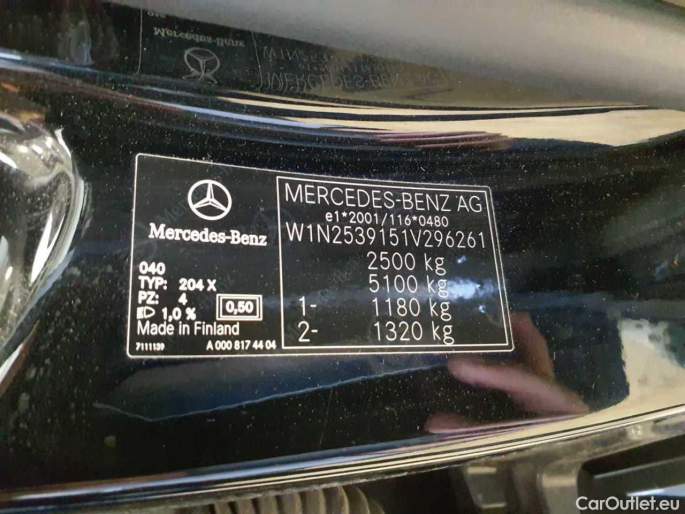 Mercedes-Benz
040
TYP: 204 X
PZ: 4
1,0 %
0,50
Made in Finland
7111139
A 000 817 44 04
MERCEDES-BENZ AG
e1*2001/116*0480
W1N2539151V296261
2500 kg
5100 kg
1- 1180 kg
2- 1320 kg
CarOutlet.eu